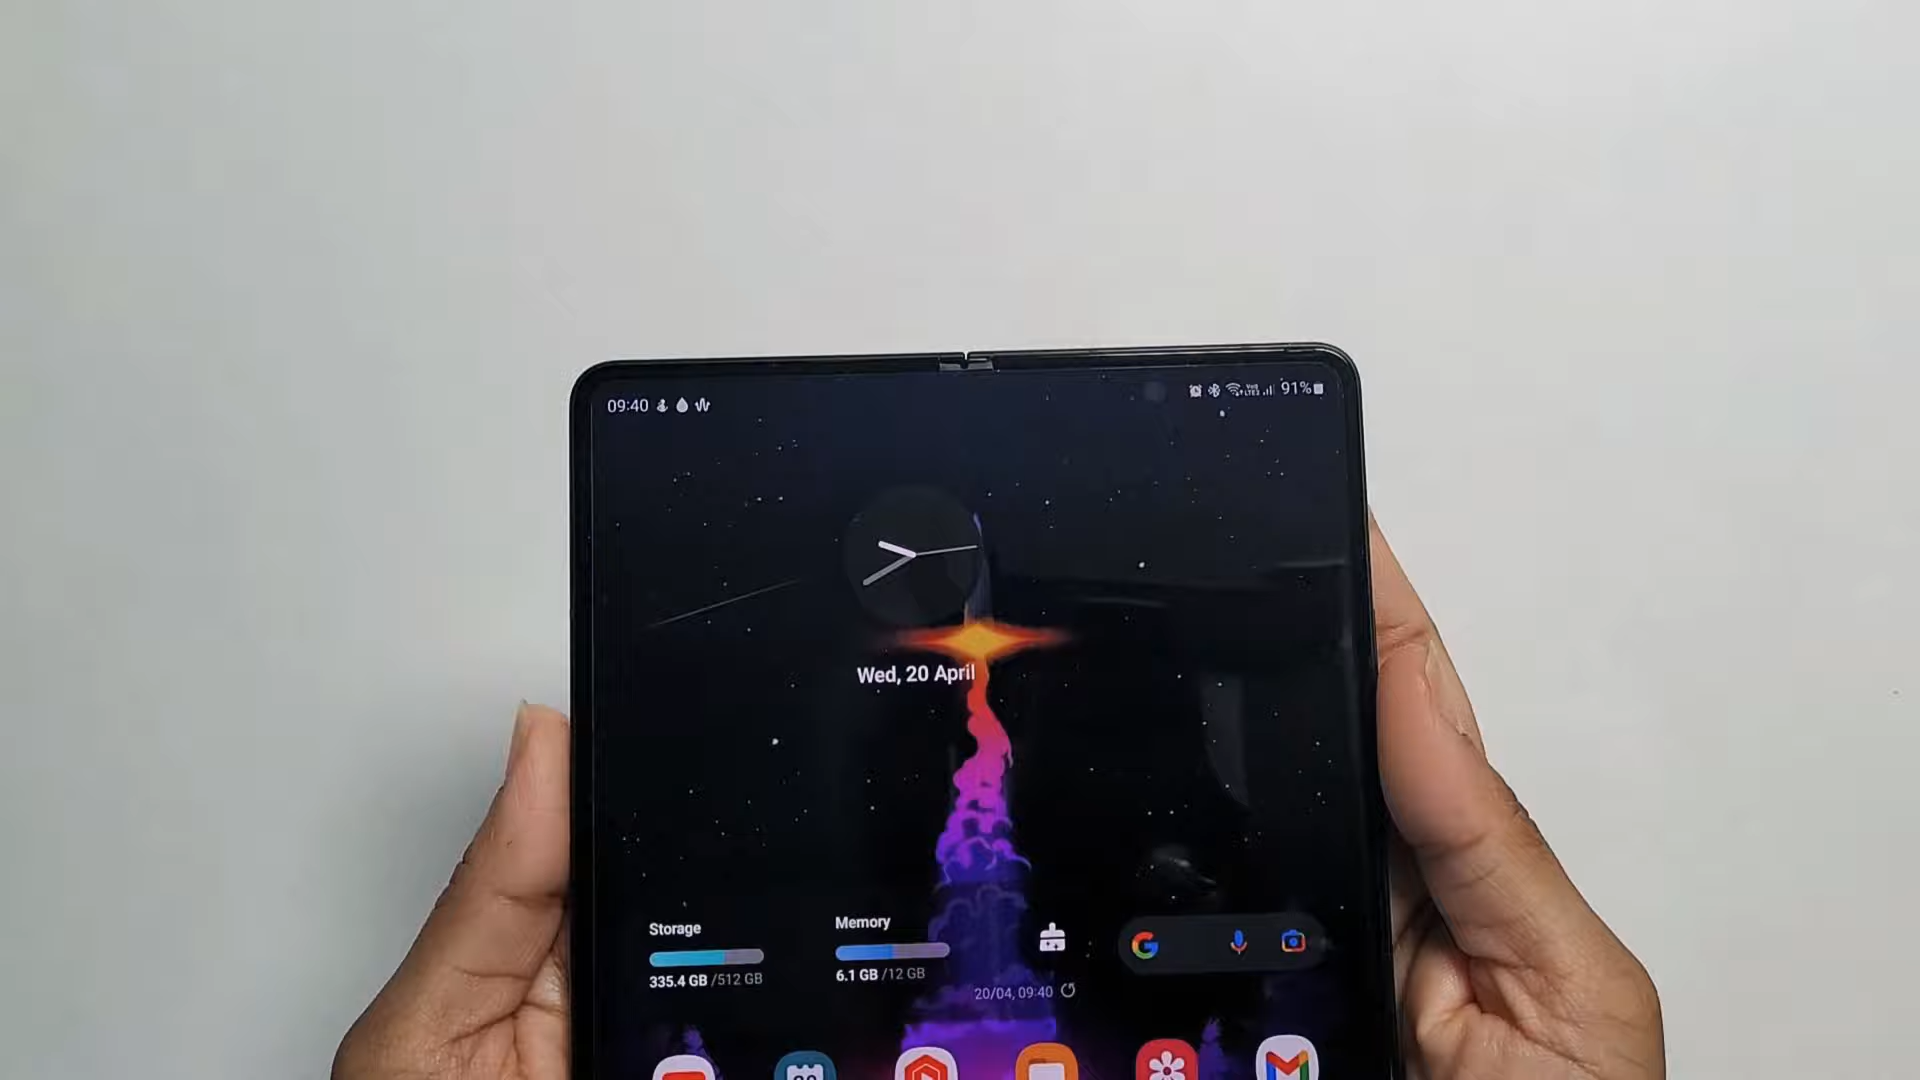 09:40
91%
Wed, 20 April
Storage
335.4 GB /512 GB
Memory
6.1 GB /12 GB
20/04, 09:40